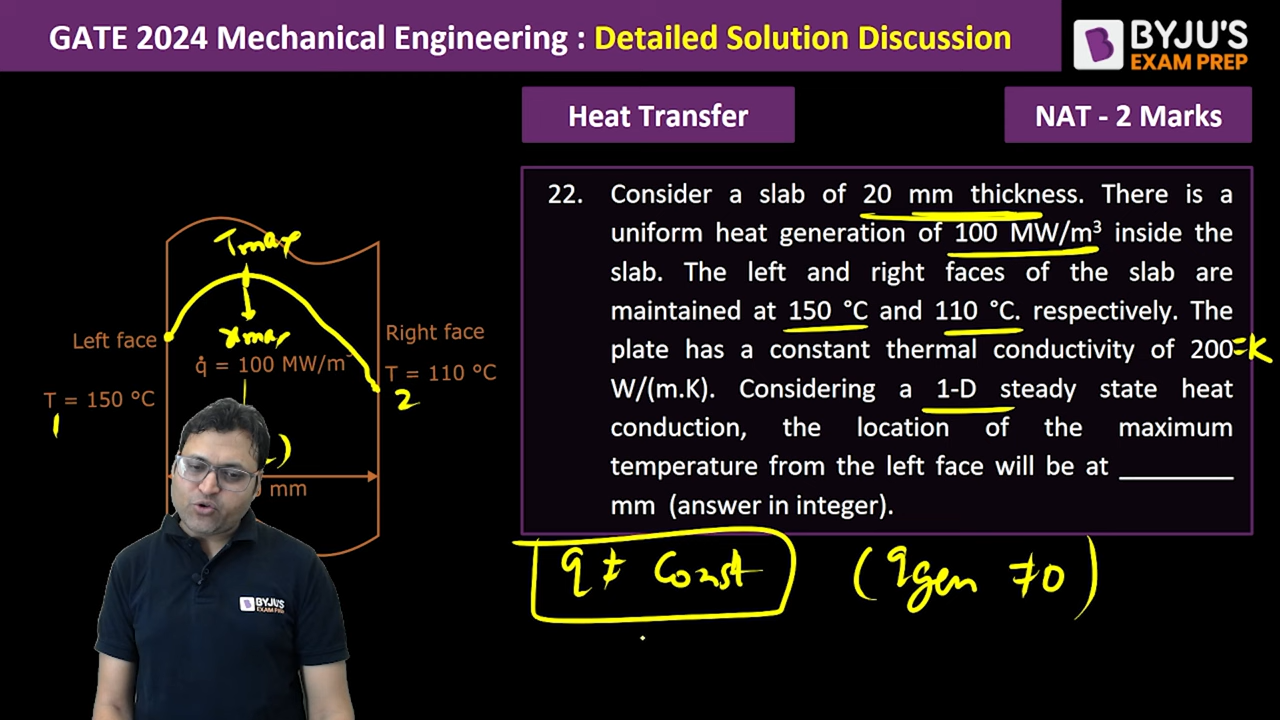 GATE 2024 Mechanical Engineering : Detailed Solution Discussion
BYJU'S
EXAM PREP
Heat Transfer
NAT - 2 Marks
22. Consider a slab of 20 mm thickness. There is a
uniform heat generation of 100 MW/m³ inside the
slab. The left and right faces of the slab are
maintained at 150 °C and 110 °C. respectively. The
plate has a constant thermal conductivity of 200 = K
W/(m.K). Considering a 1-D steady state heat
conduction, the location of the maximum
temperature from the left face will be at ________
mm (answer in integer).
Tmax
Left face
xmax
Right face
q̇ = 100 MW/m
T = 110 °C
T = 150 °C
2
1
mm
q ≠ Const (qgen ≠ 0)
BYJU'S
EXAM PREP